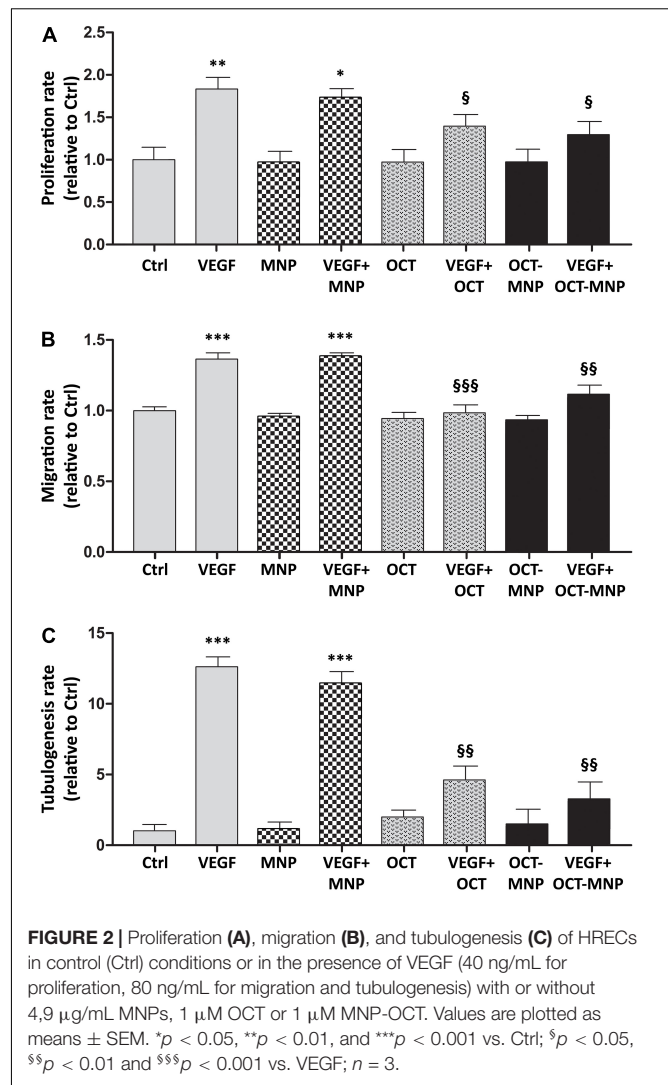 A
Proliferation rate
(relative to Ctrl)
2.5
2.0
1.5
1.0
0.5
0.0
**
*
§
§
Ctrl VEGF MNP VEGF+ OCT VEGF+ OCT- VEGF+
MNP OCT MNP OCT-MNP
B
Migration rate
(relative to Ctrl)
1.5
1.0
0.5
0.0
***
***
§§§
§§
Ctrl VEGF MNP VEGF+ OCT VEGF+ OCT- VEGF+
MNP OCT MNP OCT-MNP
C
Tubulogenesis rate
(relative to Ctrl)
15
10
5
0
***
***
§§
§§
Ctrl VEGF MNP VEGF+ OCT VEGF+ OCT- VEGF+
MNP OCT MNP OCT-MNP
FIGURE 2 | Proliferation (A), migration (B), and tubulogenesis (C) of HRECs
in control (Ctrl) conditions or in the presence of VEGF (40 ng/mL for
proliferation, 80 ng/mL for migration and tubulogenesis) with or without
4,9 μg/mL MNPs, 1 μM OCT or 1 μM MNP-OCT. Values are plotted as
means ± SEM. *p < 0.05, **p < 0.01, and ***p < 0.001 vs. Ctrl; §p < 0.05,
§§p < 0.01 and §§§p < 0.001 vs. VEGF; n = 3.